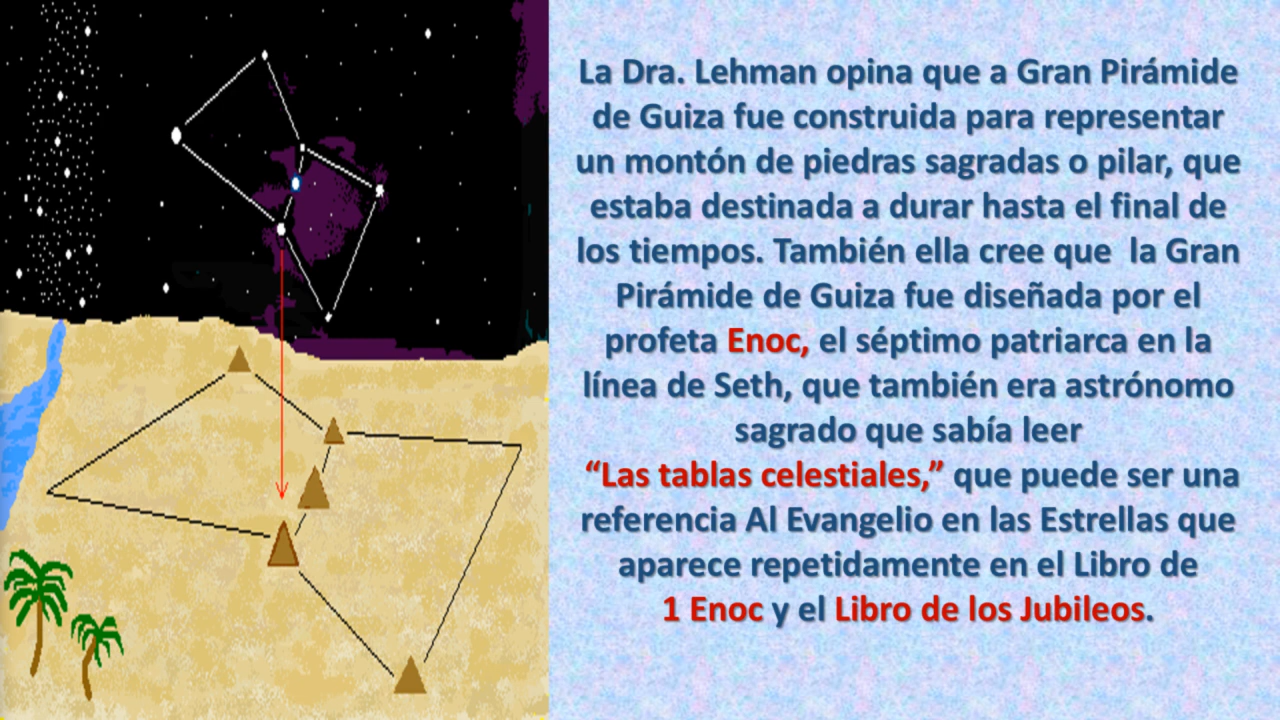 La Dra. Lehman opina que a Gran Pirámide
de Guiza fue construida para representar
un montón de piedras sagradas o pilar, que
estaba destinada a durar hasta el final de
los tiempos. También ella cree que  la Gran
Pirámide de Guiza fue diseñada por el
profeta Enoc, el séptimo patriarca en la
línea de Seth, que también era astrónomo
sagrado que sabía leer
“Las tablas celestiales,” que puede ser una
referencia Al Evangelio en las Estrellas que
aparece repetidamente en el Libro de
1 Enoc y el Libro de los Jubileos.